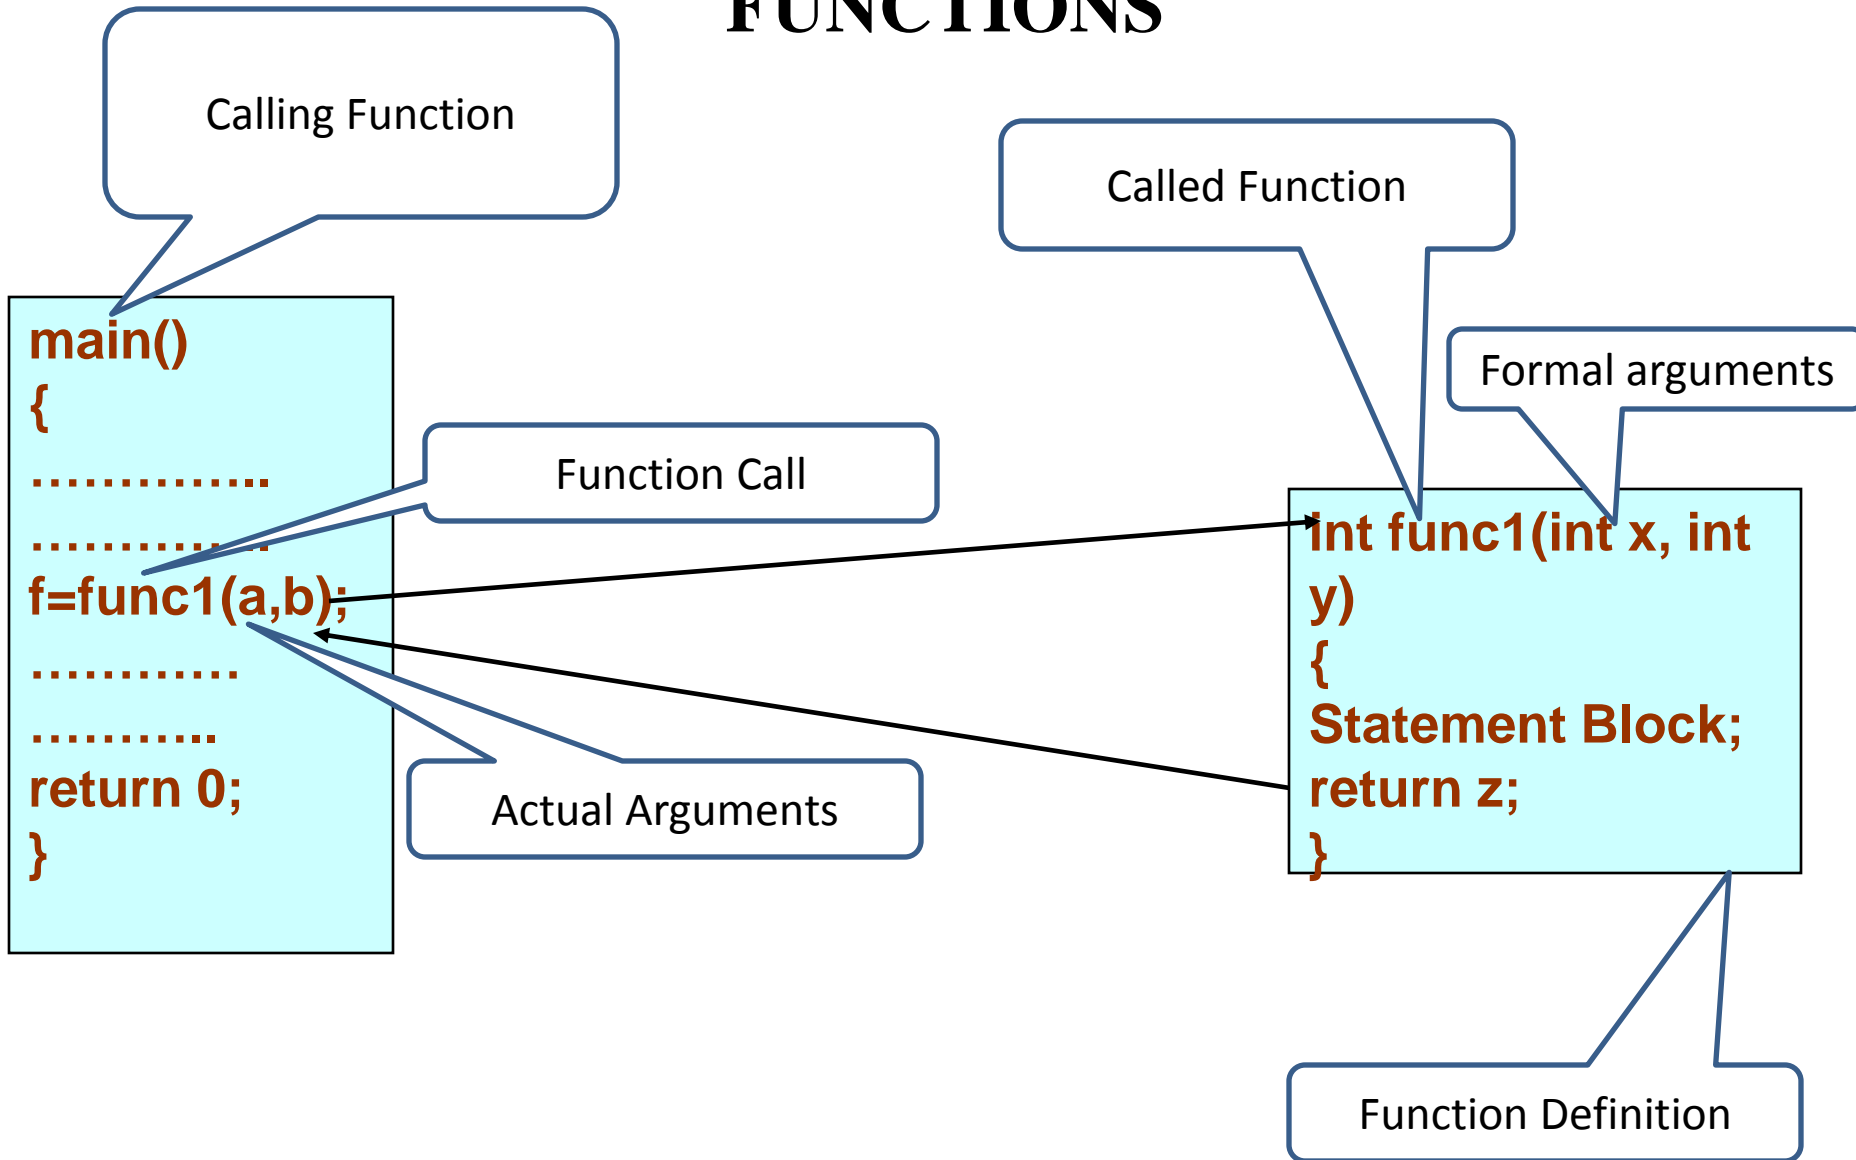 FUNCTIONS
Calling Function
Called Function
Formal arguments
main()
{
…………..
…………..
f=func1(a,b);
…………
………..
return 0;
}
Function Call
Actual Arguments
int func1(int x, int
y)
{
Statement Block;
return z;
}
Function Definition